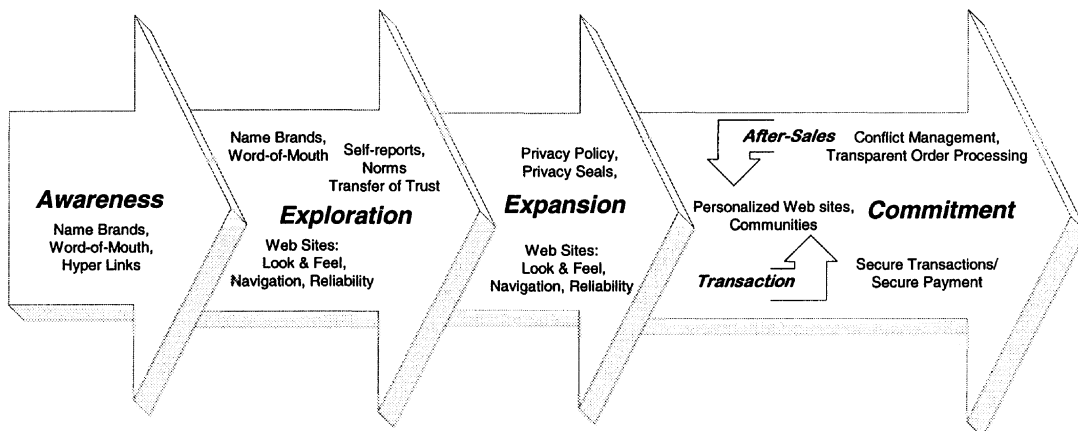 Awareness
Name Brands,
Word-of-Mouth,
Hyper Links
Name Brands,
Word-of-Mouth
Self-reports,
Norms
Transfer of Trust
Exploration
Web Sites:
Look & Feel,
Navigation, Reliability
Privacy Policy,
Privacy Seals,
Expansion
Web Sites:
Look & Feel,
Navigation, Reliability
After-Sales
Conflict Management,
Transparent Order Processing
Personalized Web sites,
Communities
Commitment
Transaction
Secure Transactions/
Secure Payment